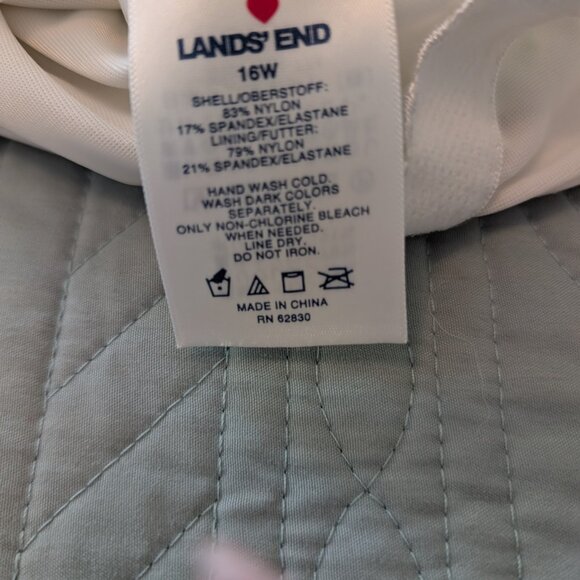 LANDS' END
16W
SHELL/OBERSTOFF:
83% NYLON
17% SPANDEX/ELASTANE
LINING/FUTTER:
79% NYLON
21% SPANDEX/ELASTANE
HAND WASH COLD.
WASH DARK COLORS
SEPARATELY.
ONLY NON-CHLORINE BLEACH
WHEN NEEDED.
LINE DRY.
DO NOT IRON.
MADE IN CHINA
RN 62830